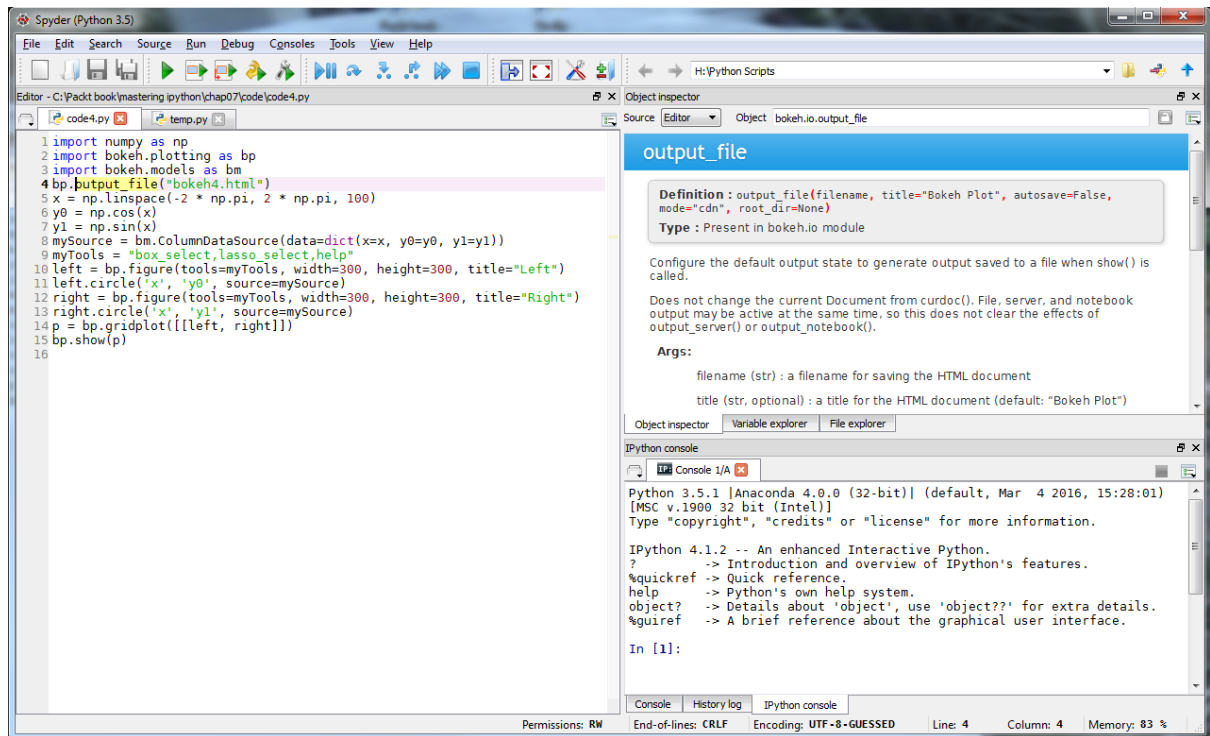 Spyder (Python 3.5)
File Edit Search Source Run Debug Consoles Tools View Help
H:\Python Scripts
Editor - C:\Packt book\mastering ipython\chap07\code\code4.py
code4.py
temp.py
1 import numpy as np
2 import bokeh.plotting as bp
3 import bokeh.models as bm
4 bp.output_file("bokeh4.html")
5 x = np.linspace(-2 * np.pi, 2 * np.pi, 100)
6 y0 = np.cos(x)
7 y1 = np.sin(x)
8 mySource = bm.ColumnDataSource(data=dict(x=x, y0=y0, y1=y1))
9 myTools = "box_select,lasso_select,help"
10 left = bp.figure(tools=myTools, width=300, height=300, title="Left")
11 left.circle('x', 'y0', source=mySource)
12 right = bp.figure(tools=myTools, width=300, height=300, title="Right")
13 right.circle('x', 'y1', source=mySource)
14 p = bp.gridplot([[left, right]])
15 bp.show(p)
16
Object inspector
Source Editor Object bokeh.io.output_file
output_file
Definition : output_file(filename, title="Bokeh Plot", autosave=False,
mode="cdn", root_dir=None)
Type : Present in bokeh.io module
Configure the default output state to generate output saved to a file when show() is
called.
Does not change the current Document from curdoc(). File, server, and notebook
output may be active at the same time, so this does not clear the effects of
output_server() or output_notebook().
Args:
filename (str) : a filename for saving the HTML document
title (str, optional) : a title for the HTML document (default: “Bokeh Plot”)
Object inspector Variable explorer File explorer
IPython console
IP: Console 1/A
Python 3.5.1 |Anaconda 4.0.0 (32-bit)| (default, Mar  4 2016, 15:28:01)
[MSC v.1900 32 bit (Intel)]
Type "copyright", "credits" or "license" for more information.
IPython 4.1.2 -- An enhanced Interactive Python.
?         -> Introduction and overview of IPython's features.
%quickref -> Quick reference.
help      -> Python's own help system.
object?   -> Details about 'object', use 'object??' for extra details.
%guiref   -> A brief reference about the graphical user interface.
In [1]:
Console History log IPython console
Permissions: RW End-of-lines: CRLF Encoding: UTF-8-GUESSED Line: 4 Column: 4 Memory: 83 %